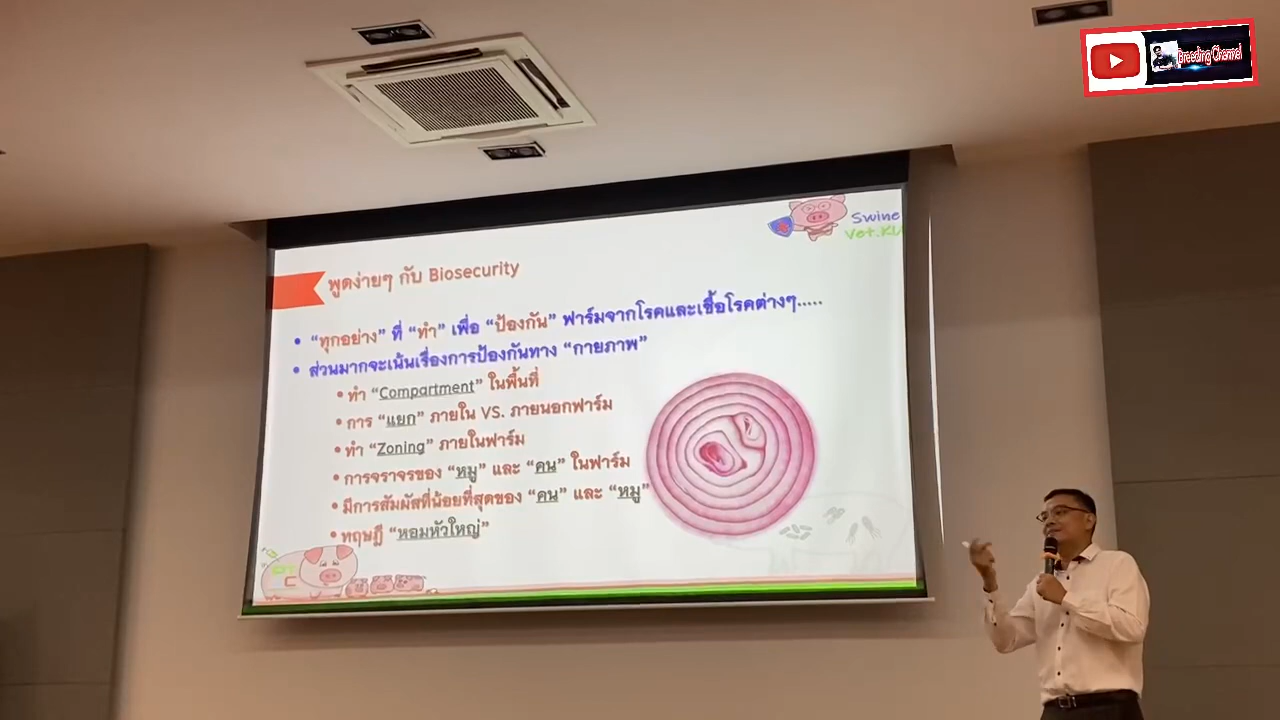 Breeding Channel
Swine
พูดง่ายๆ กับ Biosecurity
• “ทุกอย่าง” ที่ “ทำ” เพื่อ “ป้องกัน” ฟาร์มจากโรคและเชื้อโรคต่างๆ.....
• ส่วนมากจะเน้นเรื่องการป้องกันทาง “กายภาพ”
• ทำ “Compartment” ในพื้นที่
• การ “แยก” ภายใน VS. ภายนอกฟาร์ม
• ทำ “Zoning” ภายในฟาร์ม
• การจราจรของ “หมู” และ “คน” ในฟาร์ม
• มีการสัมผัสที่น้อยที่สุดของ “คน” และ “หมู”
• ทฤษฎี “หอมหัวใหญ่”